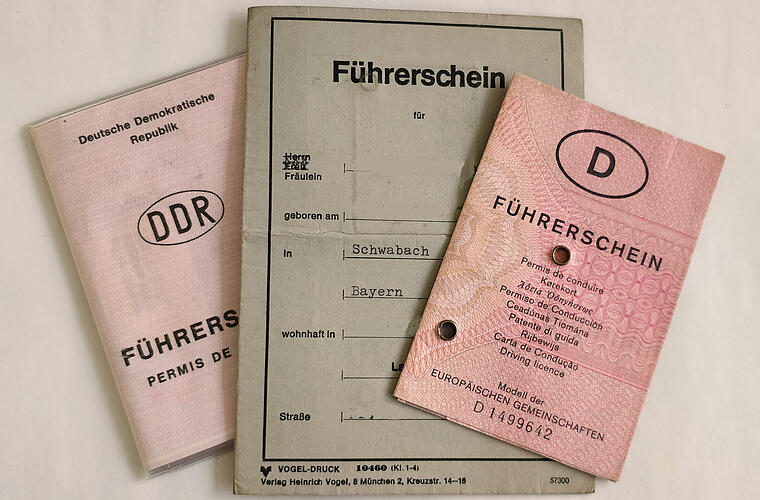 Deutsche Demokratische
Republik
DDR
FÜHRERS
PERMIS DE
Führerschein
für
Herrn
Frau
Fräulein
geboren am
in
Schwabach
Bayern
wohnhaft in
La
Straße
VOGEL-DRUCK 10460 (Kl. 1-4)
Verlag Heinrich Vogel, 8 München 2, Kreuzstr. 14-16
57300
D
FÜHRERSCHEIN
Permis de conduire
Kørekort
Άδεια Οδηγήσεως
Permiso de Conducción
Ceadúnas Tiomána
Patente di guida
Rijbewijs
Carta de Condução
Driving licence
Modell der
EUROPÄISCHEN GEMEINSCHAFTEN
D 1499642